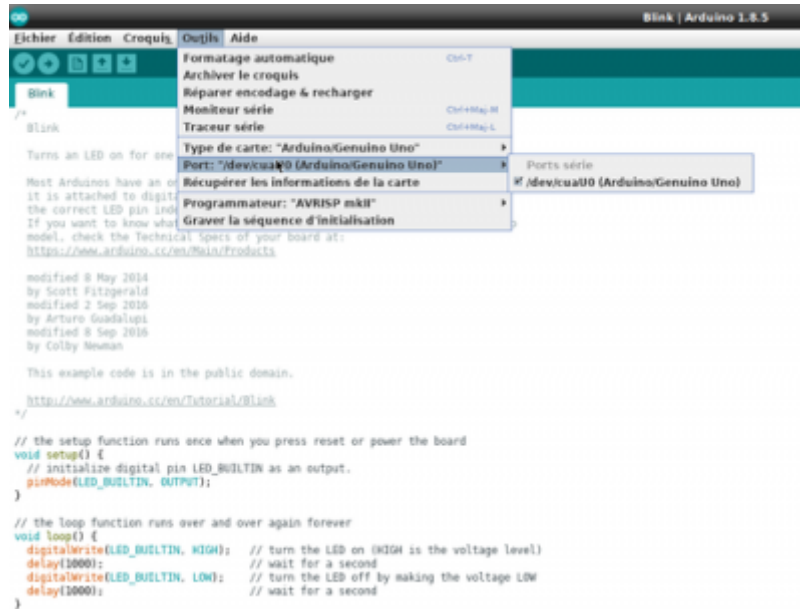 Blink | Arduino 1.8.5
Fichier Édition Croquis Outils Aide
Formatage automatique Ctrl-T
Archiver le croquis
Réparer encodage & recharger
Moniteur série Ctrl+Maj-M
Traceur série Ctrl+Maj-L
Type de carte: "Arduino/Genuino Uno"
Port: "/dev/cuaU0 (Arduino/Genuino Uno)"
Récupérer les informations de la carte
Programmateur: "AVRISP mkII"
Graver la séquence d'initialisation
Ports série
/dev/cuaU0 (Arduino/Genuino Uno)
Blink
/*
Blink
Turns an LED on for one
Most Arduinos have an
it is attached to
the correct LED pin
If you want to know
model, check the Technical Specs of your board at:
https://www.arduino.cc/en/Main/Products
modified 8 May 2014
by Scott Fitzgerald
modified 2 Sep 2016
by Arturo Guadalupi
modified 8 Sep 2016
by Colby Newman
This example code is in the public domain.
http://www.arduino.cc/en/Tutorial/Blink
*/
// the setup function runs once when you press reset or power the board
void setup() {
// initialize digital pin LED_BUILTIN as an output.
pinMode(LED_BUILTIN, OUTPUT);
}
// the loop function runs over and over again forever
void loop() {
digitalWrite(LED_BUILTIN, HIGH); // turn the LED on (HIGH is the voltage level)
delay(1000); // wait for a second
digitalWrite(LED_BUILTIN, LOW); // turn the LED off by making the voltage LOW
delay(1000); // wait for a second
}